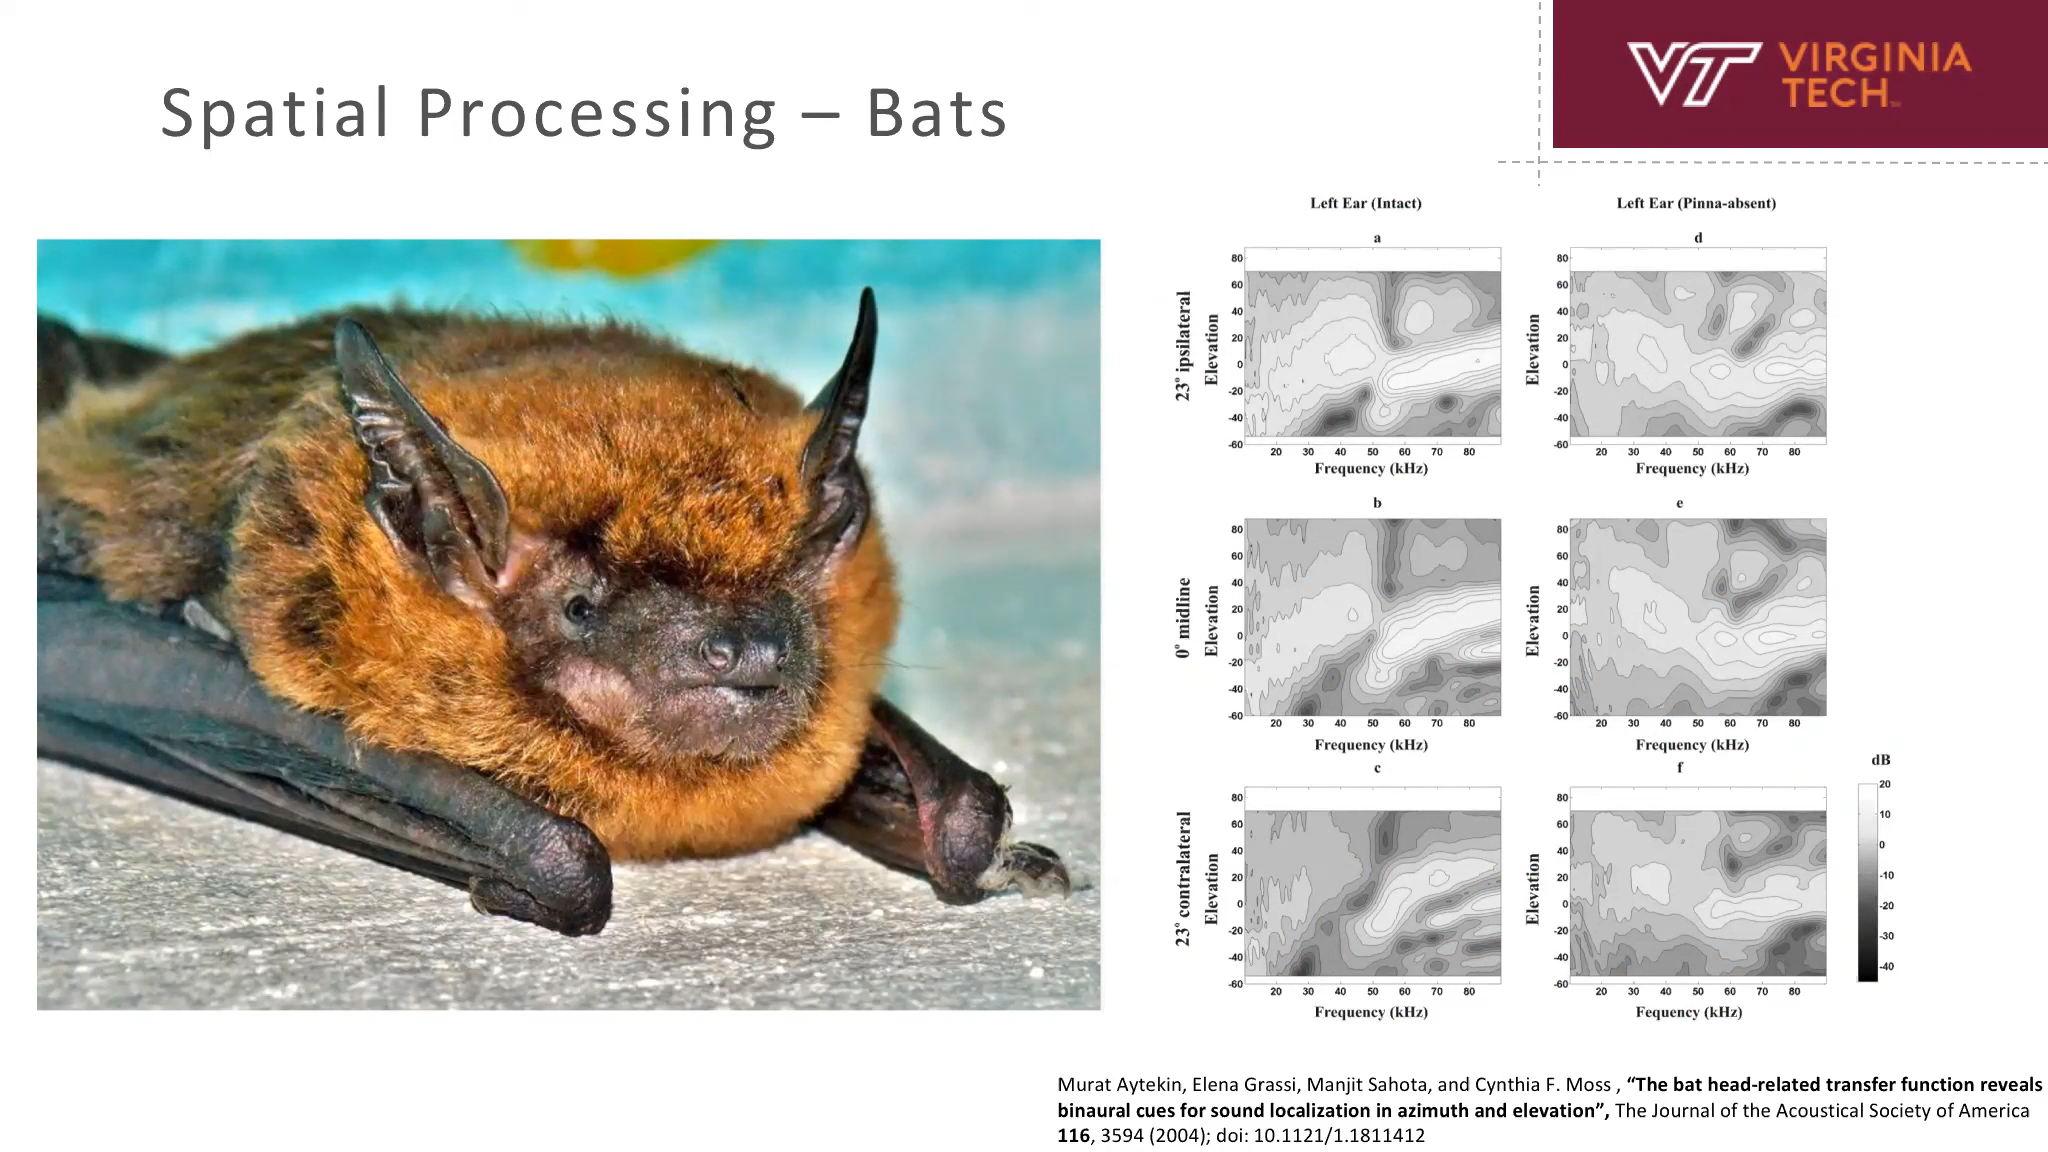 Spatial Processing – Bats
VT VIRGINIA
TECH
Left Ear (Intact)
Left Ear (Pinna-absent)
a
d
23° ipsilateral
Elevation
80
60
40
20
0
-20
-40
-60
20 30 40 50 60 70 80
Frequency (kHz)
Elevation
80
60
40
20
0
-20
-40
-60
20 30 40 50 60 70 80
Frequency (kHz)
b
e
0° midline
Elevation
80
60
40
20
0
-20
-40
-60
20 30 40 50 60 70 80
Frequency (kHz)
Elevation
80
60
40
20
0
-20
-40
-60
20 30 40 50 60 70 80
Frequency (kHz)
c
f
23° contralateral
Elevation
80
60
40
20
0
-20
-40
-60
20 30 40 50 60 70 80
Frequency (kHz)
Elevation
80
60
40
20
0
-20
-40
-60
20 30 40 50 60 70 80
Fequency (kHz)
dB
20
10
0
-10
-20
-30
-40
Murat Aytekin, Elena Grassi, Manjit Sahota, and Cynthia F. Moss , “The bat head-related transfer function reveals
binaural cues for sound localization in azimuth and elevation”, The Journal of the Acoustical Society of America
116, 3594 (2004); doi: 10.1121/1.1811412